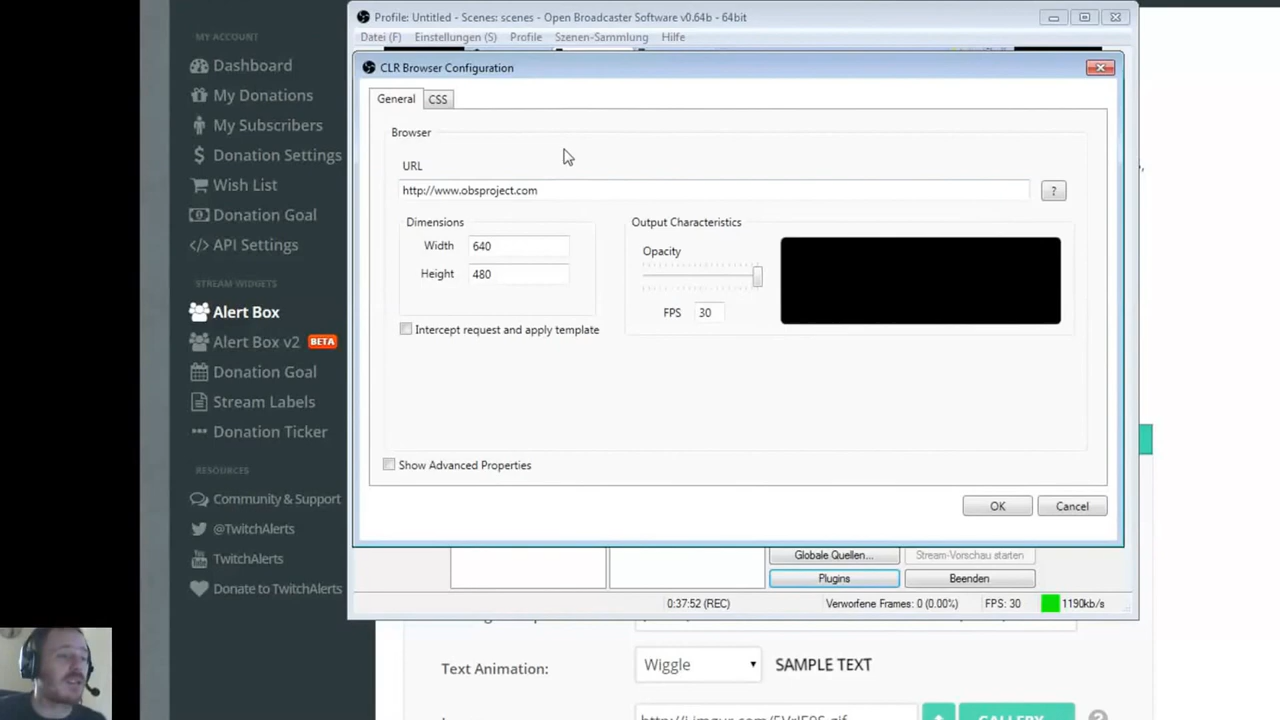 MY ACCOUNT
Dashboard
My Donations
My Subscribers
Donation Settings
Wish List
Donation Goal
API Settings
STREAM WIDGETS
Alert Box
Alert Box v2 BETA
Donation Goal
Stream Labels
Donation Ticker
RESOURCES
Community & Support
@TwitchAlerts
YouTube
TwitchAlerts
Donate to TwitchAlerts
Profile: Untitled - Scenes: scenes - Open Broadcaster Software v0.64b - 64bit
Datei (F) Einstellungen (S) Profile Szenen-Sammlung Hilfe
CLR Browser Configuration
General CSS
Browser
URL
http://www.obsproject.com ?
Dimensions
Width 640
Height 480
Output Characteristics
Opacity
FPS 30
Intercept request and apply template
Show Advanced Properties
OK Cancel
Globale Quellen... Stream-Vorschau starten
Plugins Beenden
0:37:52 (REC) Verworfene Frames: 0 (0.00%) FPS: 30 1190kb/s
Text Animation: Wiggle SAMPLE TEXT
GALLERY ?